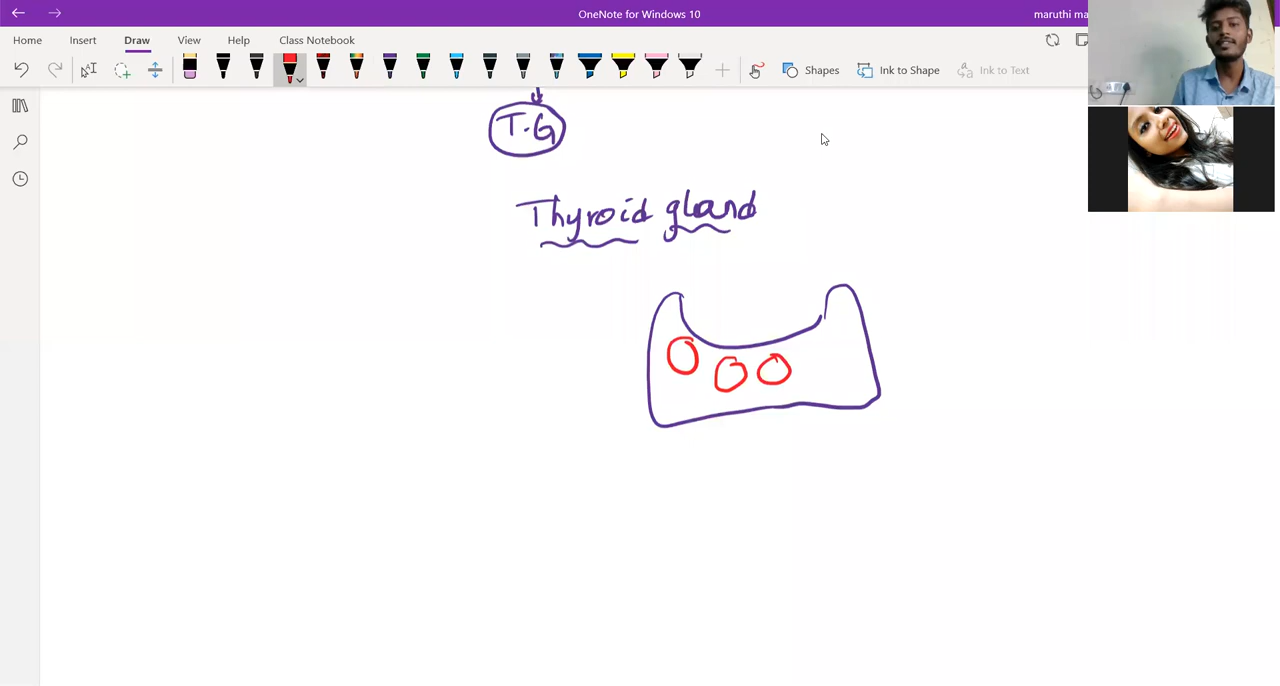 OneNote for Windows 10
maruthi ma
Home Insert Draw View Help Class Notebook
Shapes Ink to Shape Ink to Text
T.G
Thyroid gland